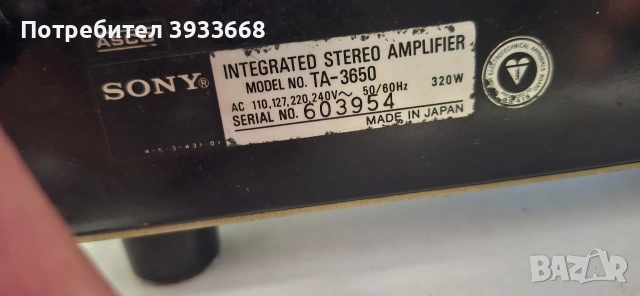 Потребител 3933668
SONY®
INTEGRATED STEREO AMPLIFIER
MODEL NO. TA-3650
AC 110,127,220,240V~ 50/60Hz 320W
SERIAL NO. 603954
MADE IN JAPAN
BAZAR